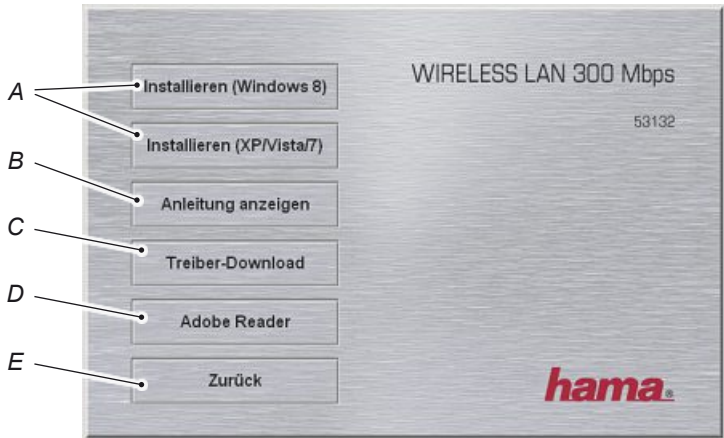 A
Installieren (Windows 8)
Installieren (XP/Vista/7)
B
Anleitung anzeigen
C
Treiber-Download
D
Adobe Reader
E
Zurück
WIRELESS LAN 300 Mbps
53132
hama®